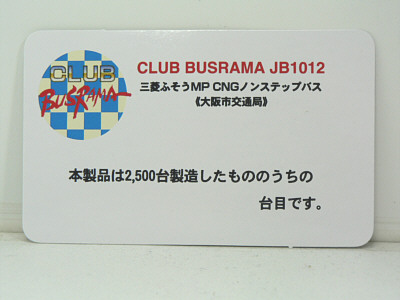 CLUB
BUSRAMA
CLUB BUSRAMA JB1012
三菱ふそうMP CNGノンステップバス
《大阪市交通局》
本製品は2,500台製造したもののうちの
台目です。